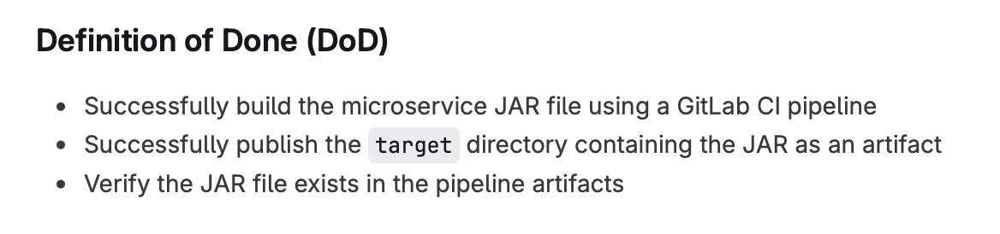 Definition of Done (DoD)
• Successfully build the microservice JAR file using a GitLab CI pipeline
• Successfully publish the target directory containing the JAR as an artifact
• Verify the JAR file exists in the pipeline artifacts